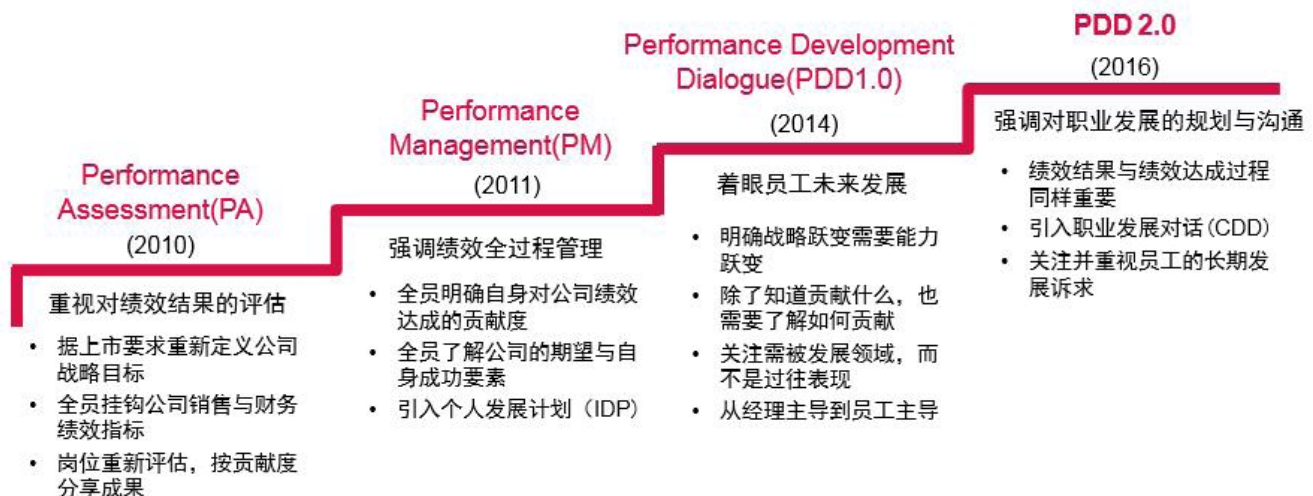 Performance
Assessment(PA)
(2010)
重视对绩效结果的评估
• 据上市要求重新定义公司
战略目标
• 全员挂钩公司销售与财务
绩效指标
• 岗位重新评估，按贡献度
分享成果
Performance
Management(PM)
(2011)
强调绩效全过程管理
• 全员明确自身对公司绩效
达成的贡献度
• 全员了解公司的期望与自
身成功要素
• 引入个人发展计划（IDP)
Performance Development
Dialogue(PDD1.0)
(2014)
着眼员工未来发展
• 明确战略跃变需要能力
跃变
• 除了知道贡献什么，也
需要了解如何贡献
• 关注需被发展领域，而
不是过往表现
• 从经理主导到员工主导
PDD 2.0
(2016)
强调对职业发展的规划与沟通
• 绩效结果与绩效达成过程
同样重要
• 引入职业发展对话(CDD)
• 关注并重视员工的长期发
展诉求